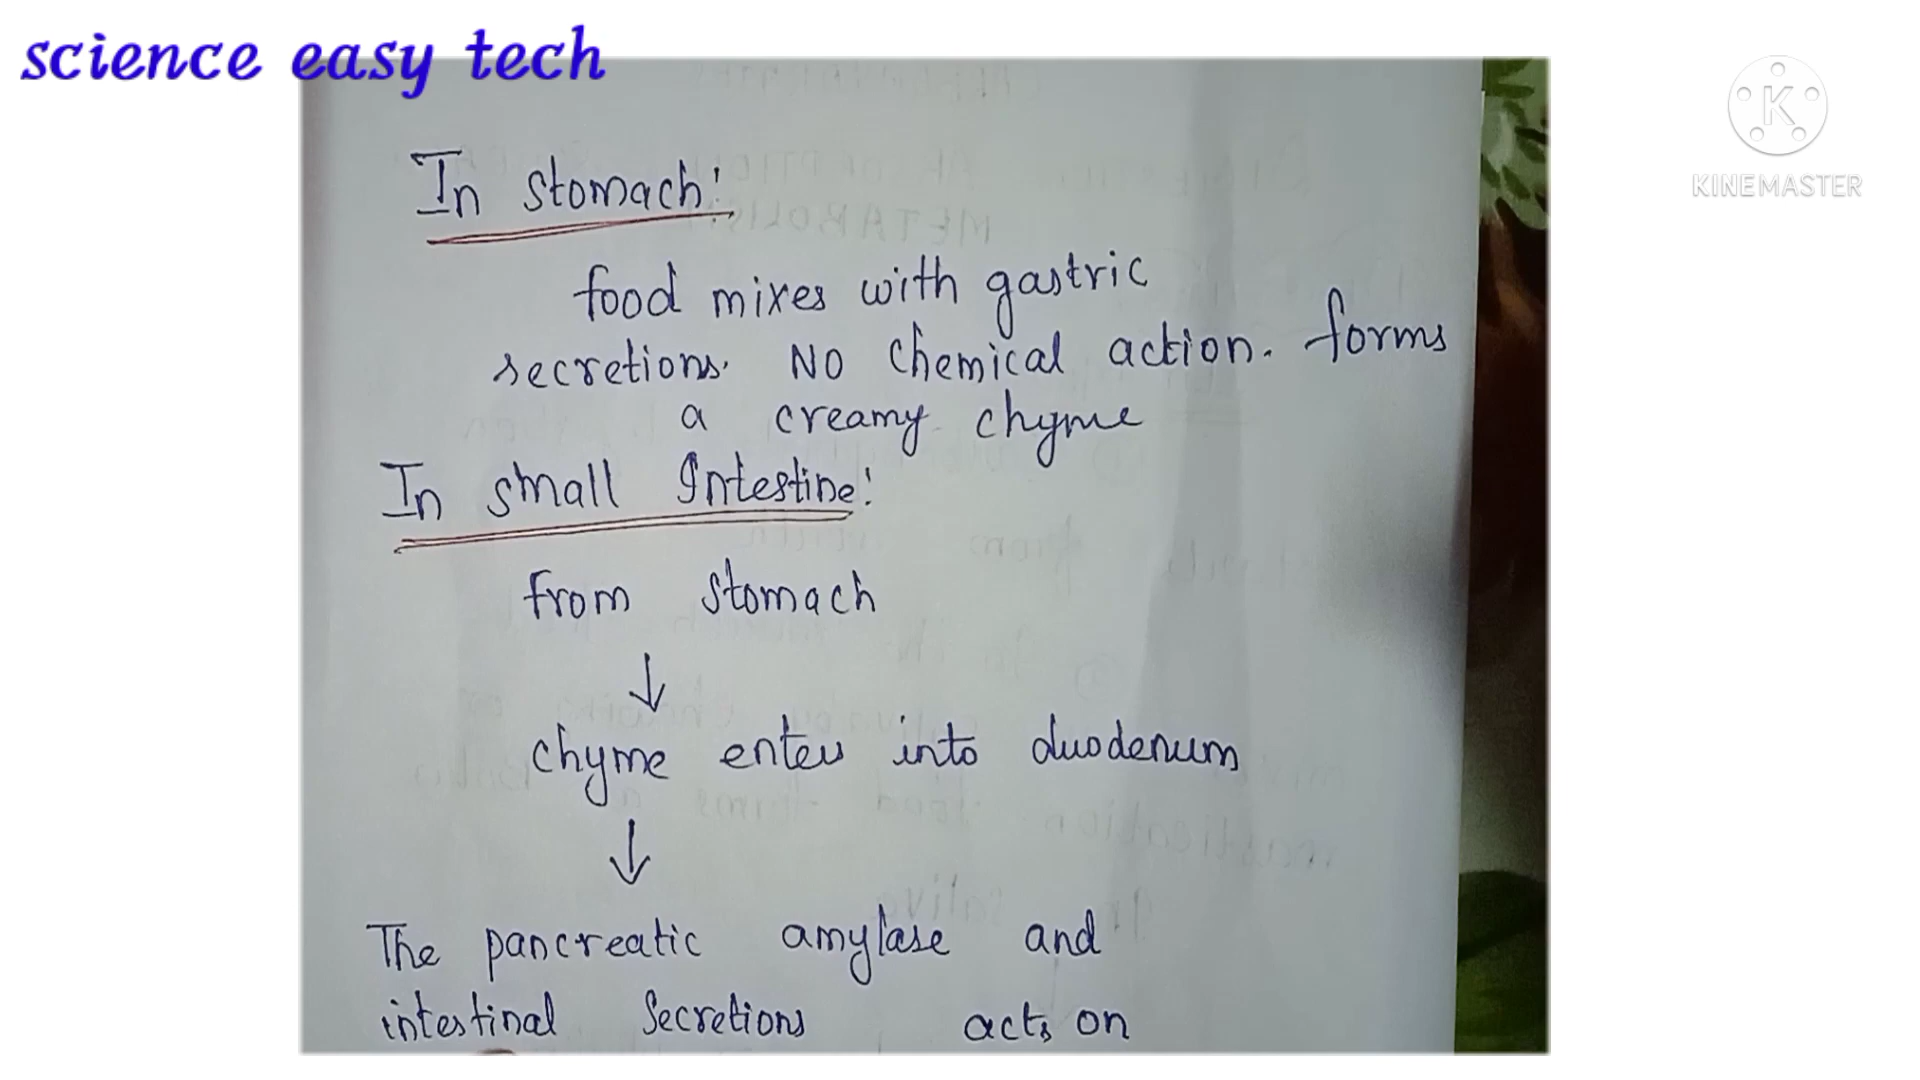 science easy tech
KINEMASTER
In stomach:
food mixes with gastric
secretions. NO chemical action. forms
a creamy chyme
In small Intestine:
from stomach
↓
chyme enters into duodenum
↓
The pancreatic amylase and
intestinal Secretions acts on